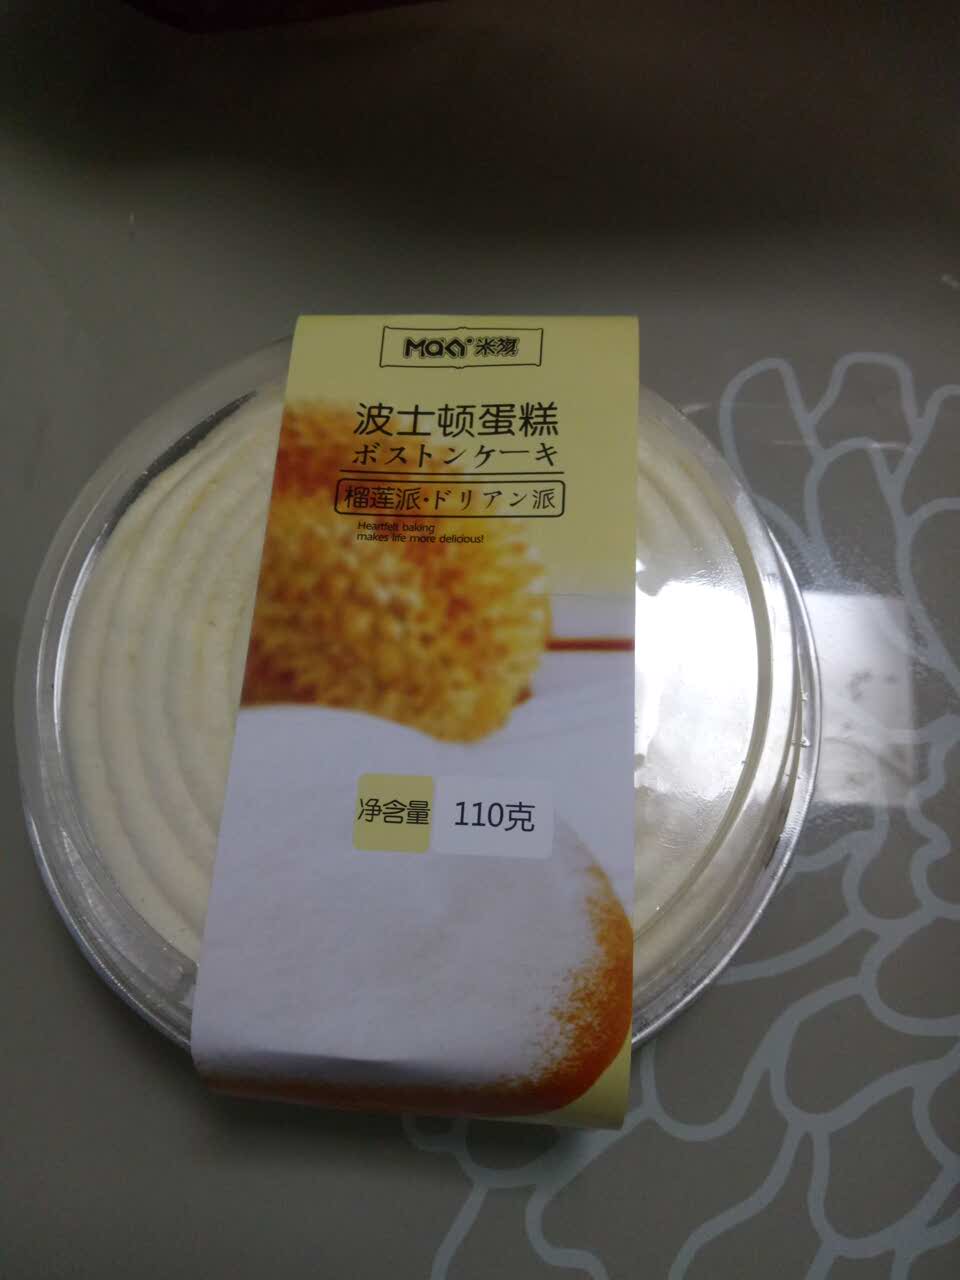 MaQi 米旗
波士顿蛋糕
ボストンケーキ
榴莲派·ドリアン派
Heartfelt baking
makes life more delicious!
净含量 110克